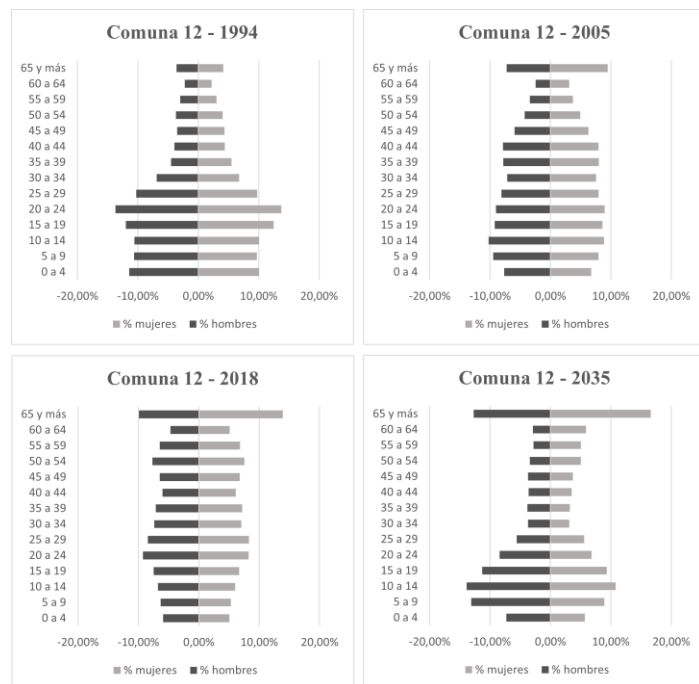 Comuna 12 - 1994
65 y más
60 a 64
55 a 59
50 a 54
45 a 49
40 a 44
35 a 39
30 a 34
25 a 29
20 a 24
15 a 19
10 a 14
5 a 9
0 a 4
-20,00% -10,00% 0,00% 10,00% 20,00%
% mujeres % hombres
Comuna 12 - 2005
65 y más
60 a 64
55 a 59
50 a 54
45 a 49
40 a 44
35 a 39
30 a 34
25 a 29
20 a 24
15 a 19
10 a 14
5 a 9
0 a 4
-20,00% -10,00% 0,00% 10,00% 20,00%
% mujeres % hombres
Comuna 12 - 2018
65 y más
60 a 64
55 a 59
50 a 54
45 a 49
40 a 44
35 a 39
30 a 34
25 a 29
20 a 24
15 a 19
10 a 14
5 a 9
0 a 4
-20,00% -10,00% 0,00% 10,00% 20,00%
% mujeres % hombres
Comuna 12 - 2035
65 y más
60 a 64
55 a 59
50 a 54
45 a 49
40 a 44
35 a 39
30 a 34
25 a 29
20 a 24
15 a 19
10 a 14
5 a 9
0 a 4
-20,00% -10,00% 0,00% 10,00% 20,00%
% mujeres % hombres